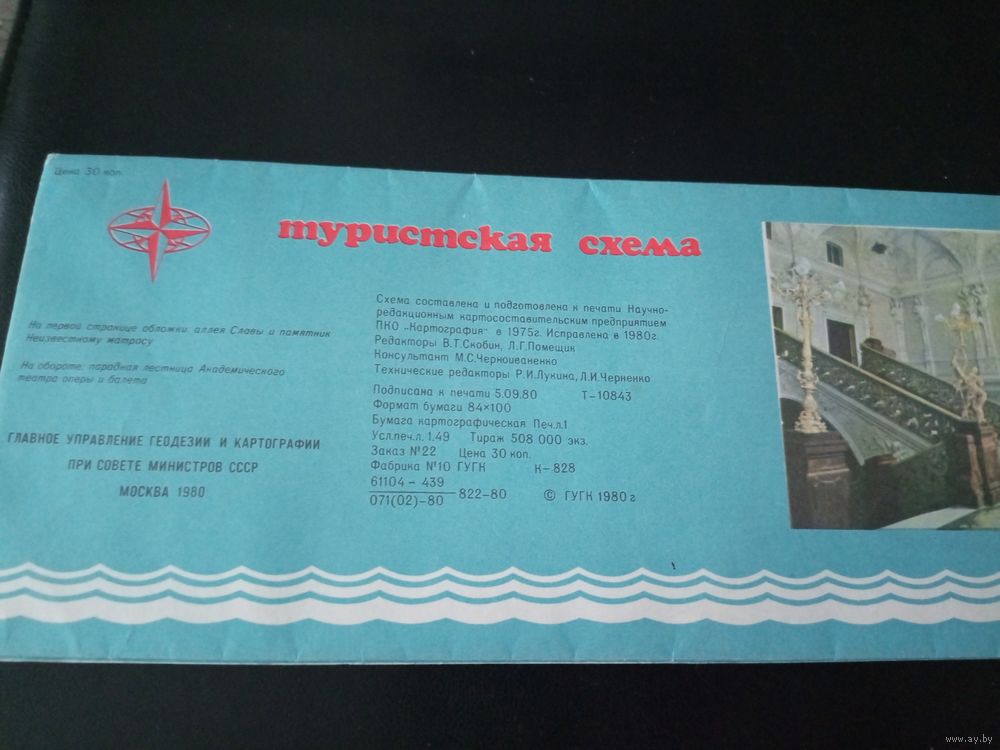 Цена 30 коп.
туристская схема
На первой странице обложки: аллея Славы и памятник
Неизвестному матросу
На обороте: парадная лестница Академического
театра оперы и балета
ГЛАВНОЕ УПРАВЛЕНИЕ ГЕОДЕЗИИ И КАРТОГРАФИИ
ПРИ СОВЕТЕ МИНИСТРОВ СССР
МОСКВА 1980
Схема составлена и подготовлена к печати Научно-
редакционным картосоставительским предприятием
ПКО „Картография" в 1975г. Исправлена в 1980г.
Редакторы В.Т.Скобин, Л.Г.Помещик
Консультант М.С.Черноиваненко
Технические редакторы Р.И.Лукина, Л.И.Черненко
Подписана к печати 5.09.80 Т-10843
Формат бумаги 84×100
Бумага картографическая Печ.л.1
Усл.печ.л. 1.49 Тираж 508 000 экз.
Заказ №22 Цена 30 коп.
Фабрика №10 ГУГК К-828
61104-439
071(02)-80 822-80 © ГУГК 1980 г
www.ay.by